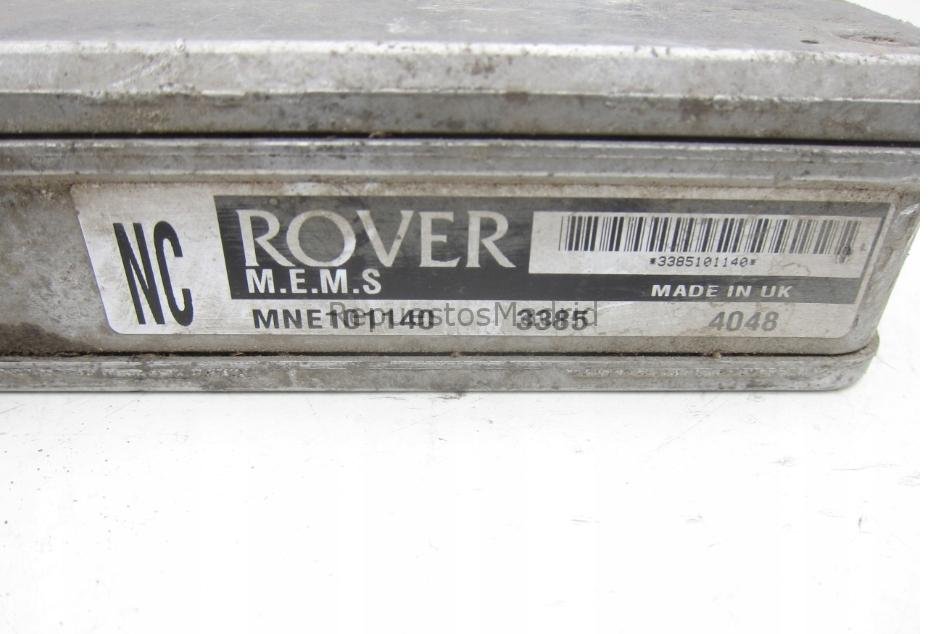 NC
ROVER
*3385101140*
M.E.M.S
MADE IN UK
MNE101140 3385 4048
RepuestosMadrid